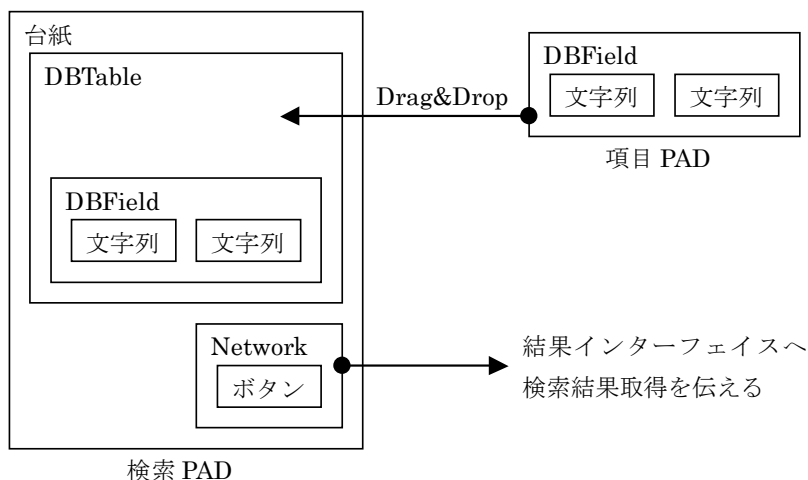 台紙
DBTable
DBField
文字列 文字列
Network
ボタン
検索 PAD
Drag&Drop
DBField
文字列 文字列
項目 PAD
結果インターフェイスへ
検索結果取得を伝える